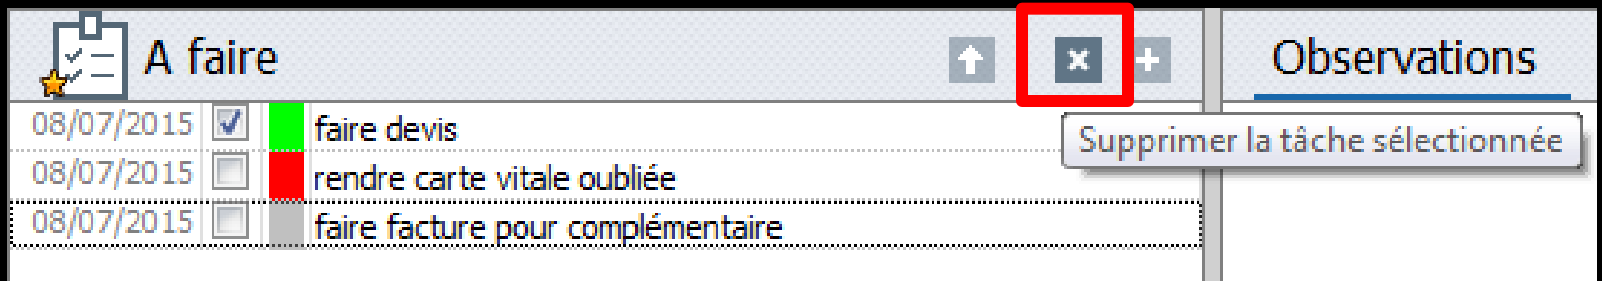 A faire
Observations
08/07/2015 faire devis
Supprimer la tâche sélectionnée
08/07/2015 rendre carte vitale oubliée
08/07/2015 faire facture pour complémentaire